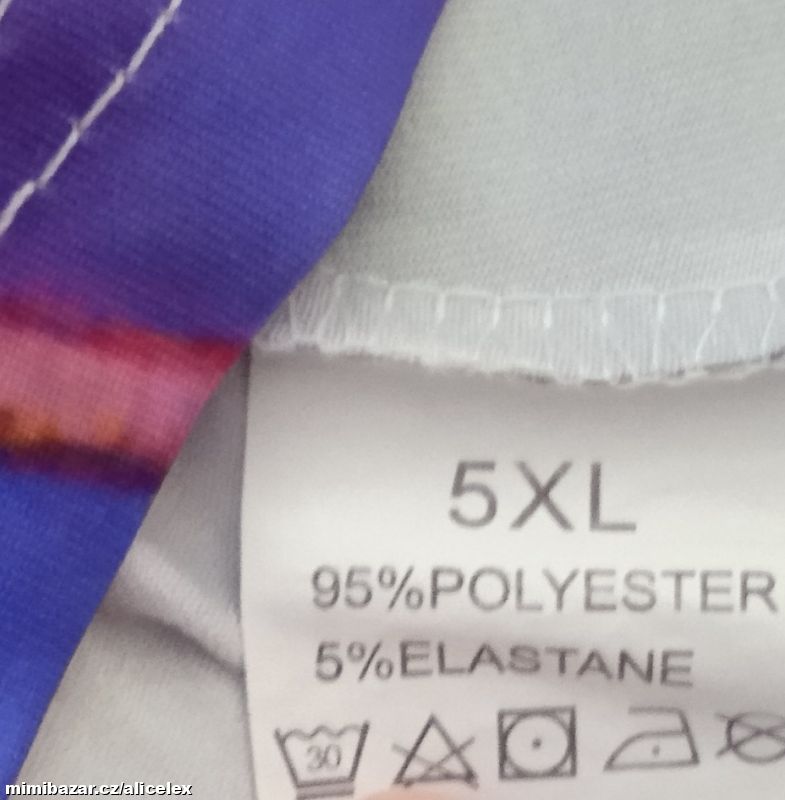 5XL
95%POLYESTER
5%ELASTANE
30
mimibazar.cz/alicelex